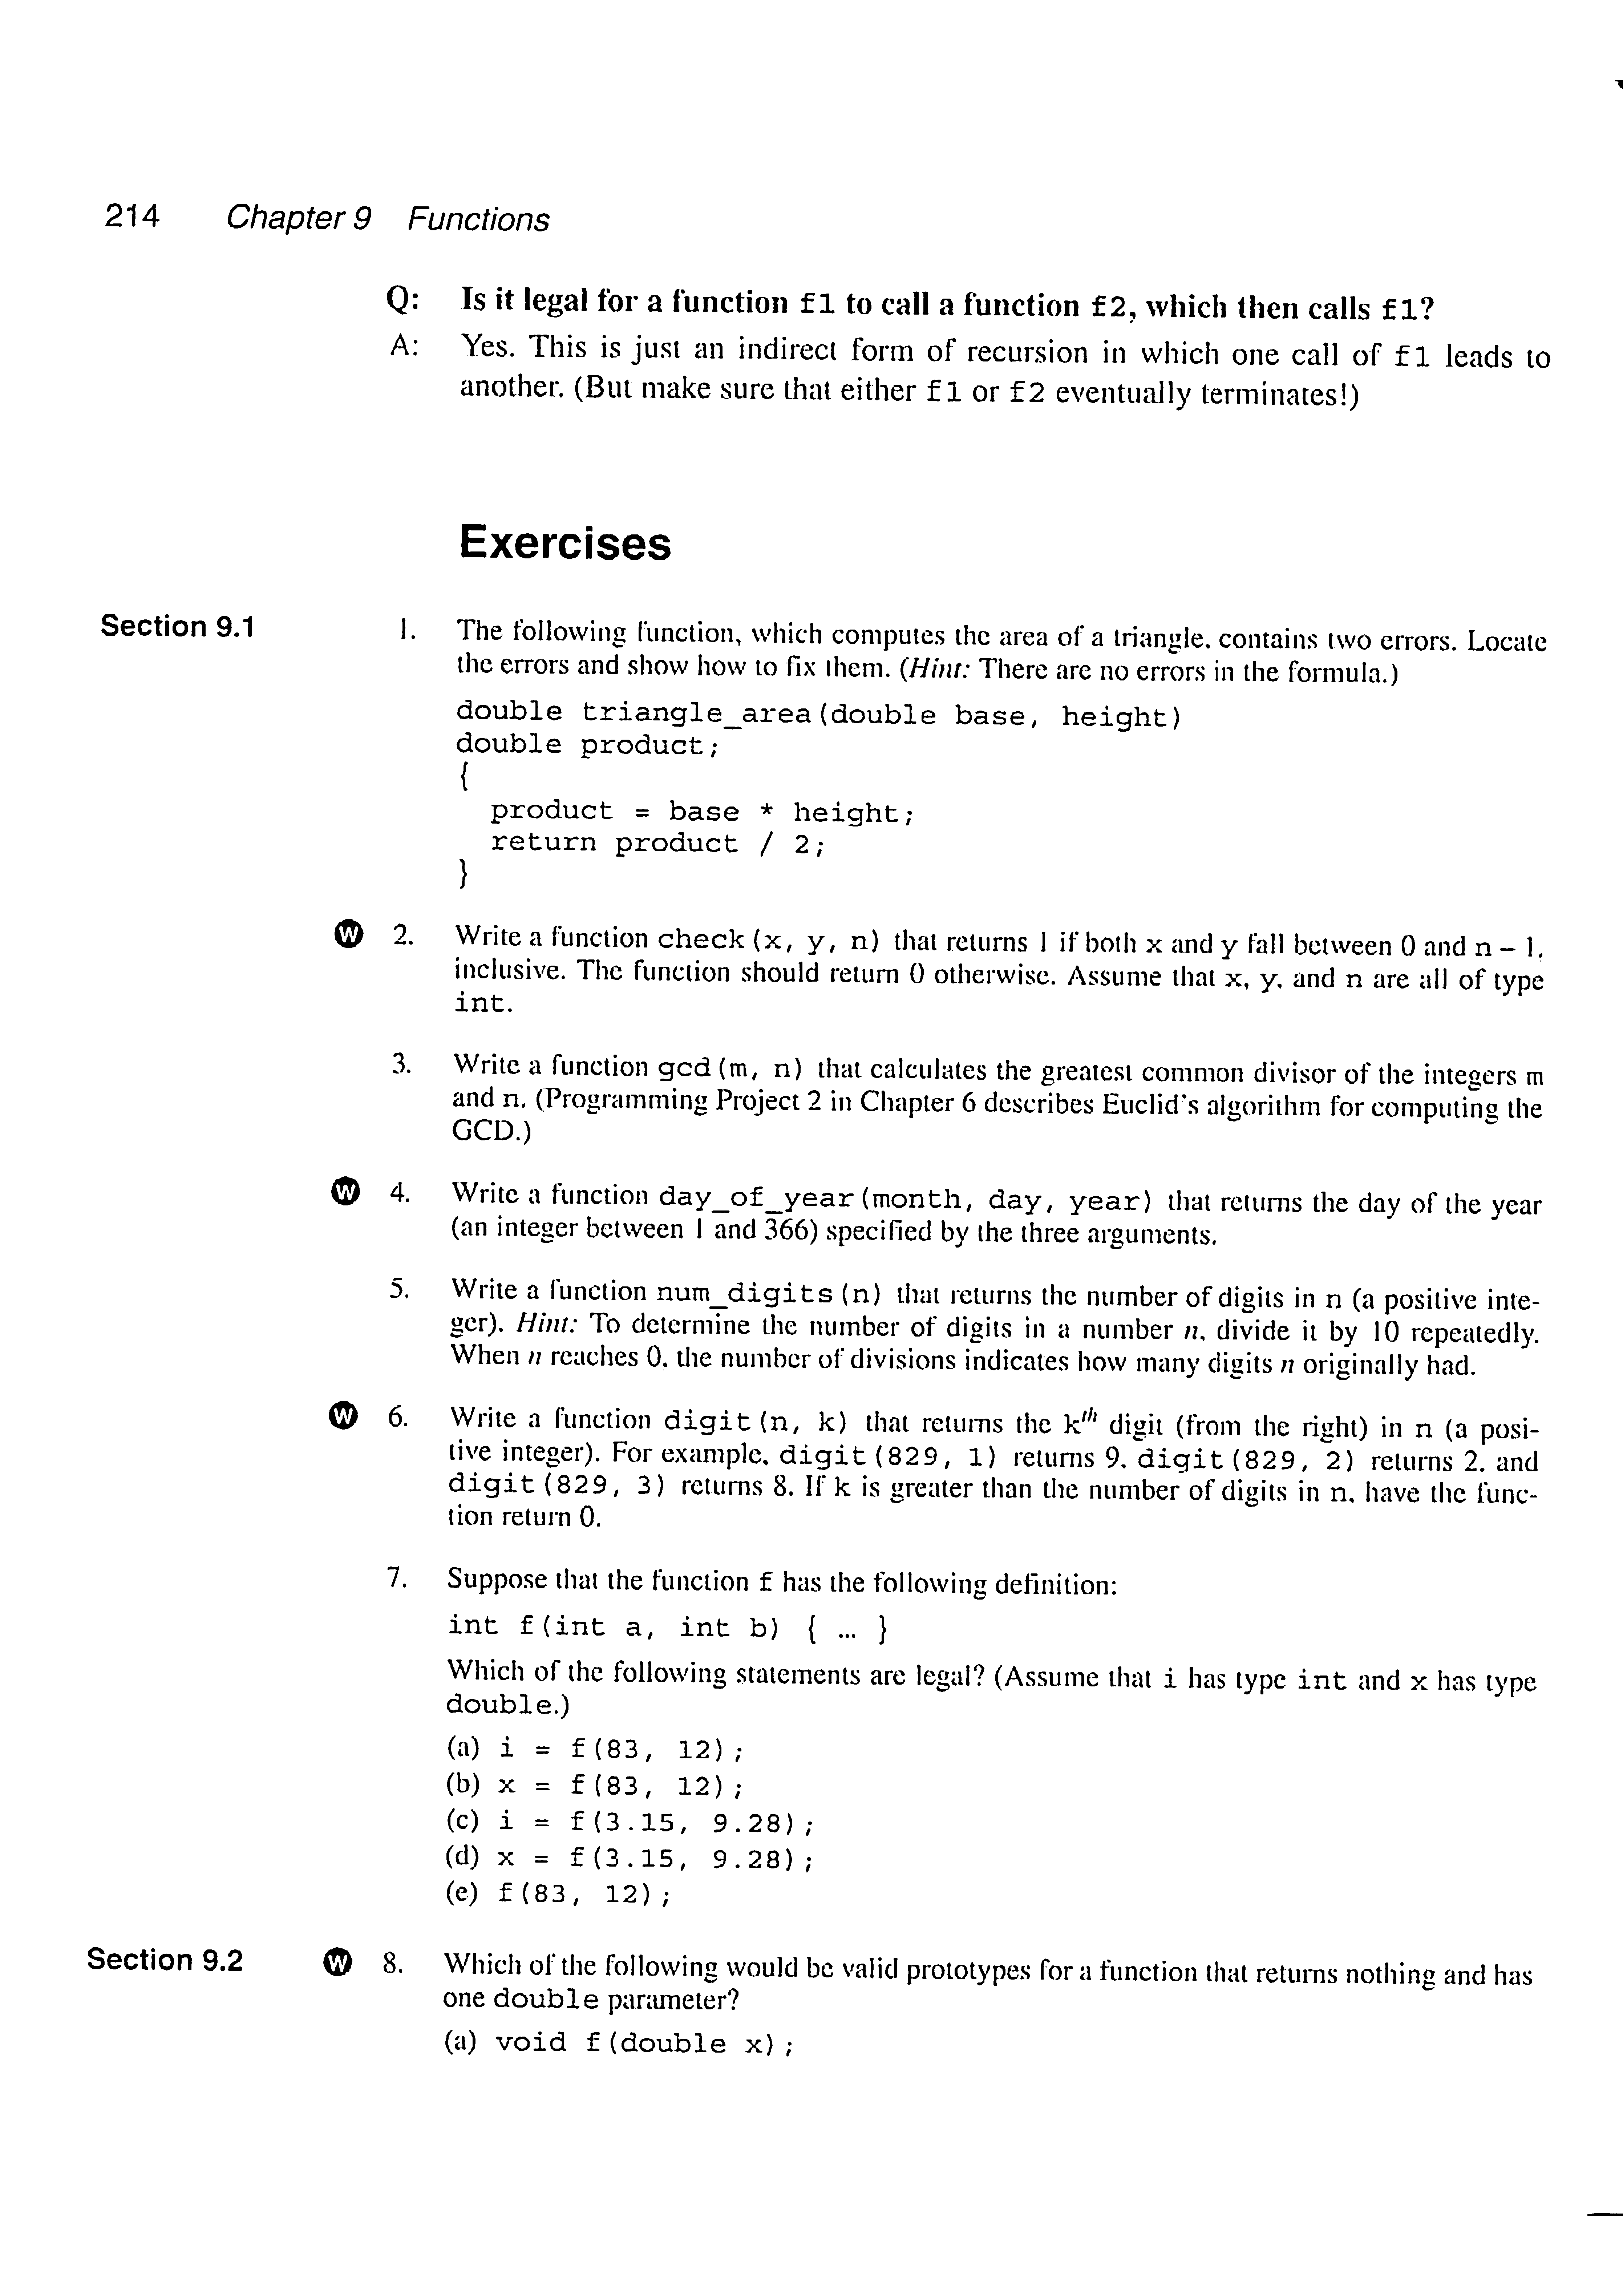 214 Chapter 9 Functions
Q: Is it legal for a function f1 to call a function f2, which then calls f1?
A: Yes. This is just an indirect form of recursion in which one call of f1 leads to
another. (But make sure that either f1 or f2 eventually terminates!)
Exercises
Section 9.1 1. The following function, which computes the area of a triangle, contains two errors. Locate
the errors and show how to fix them. (Hint: There are no errors in the formula.)
double triangle_area(double base, height)
double product;
{
product = base * height;
return product / 2;
}
W 2. Write a function check(x, y, n) that returns 1 if both x and y fall between 0 and n – 1,
inclusive. The function should return 0 otherwise. Assume that x, y, and n are all of type
int.
3. Write a function gcd(m, n) that calculates the greatest common divisor of the integers m
and n. (Programming Project 2 in Chapter 6 describes Euclid's algorithm for computing the
GCD.)
W 4. Write a function day_of_year(month, day, year) that returns the day of the year
(an integer between 1 and 366) specified by the three arguments.
5. Write a function num_digits(n) that returns the number of digits in n (a positive inte-
ger). Hint: To determine the number of digits in a number n, divide it by 10 repeatedly.
When n reaches 0, the number of divisions indicates how many digits n originally had.
W 6. Write a function digit(n, k) that returns the kth digit (from the right) in n (a posi-
tive integer). For example, digit(829, 1) returns 9, digit(829, 2) returns 2, and
digit(829, 3) returns 8. If k is greater than the number of digits in n, have the func-
tion return 0.
7. Suppose that the function f has the following definition:
int f(int a, int b) { … }
Which of the following statements are legal? (Assume that i has type int and x has type
double.)
(a) i = f(83, 12);
(b) x = f(83, 12);
(c) i = f(3.15, 9.28);
(d) x = f(3.15, 9.28);
(e) f(83, 12);
Section 9.2 W 8. Which of the following would be valid prototypes for a function that returns nothing and has
one double parameter?
(a) void f(double x);